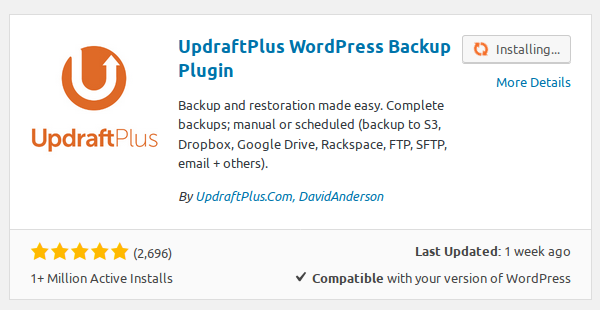 UpdraftPlus WordPress Backup
Plugin
Installing...
More Details
Backup and restoration made easy. Complete
backups; manual or scheduled (backup to S3,
Dropbox, Google Drive, Rackspace, FTP, SFTP,
email + others).
By UpdraftPlus.Com, DavidAnderson
UpdraftPlus
(2,696)
1+ Million Active Installs
Last Updated: 1 week ago
Compatible with your version of WordPress